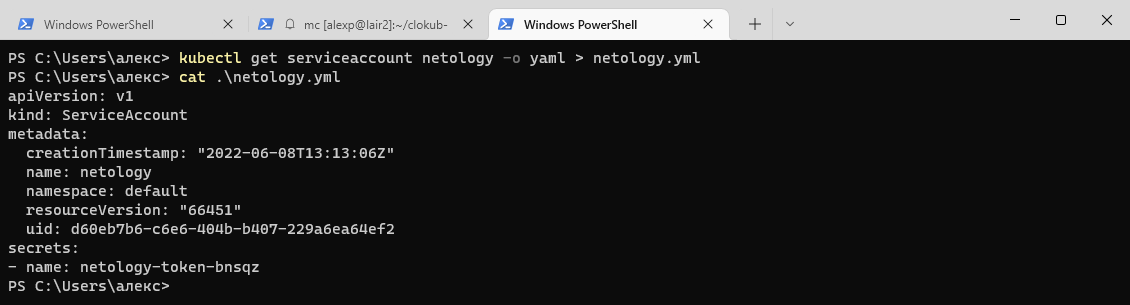 Windows PowerShell
mc [alexp@lair2]:~/clokub-
Windows PowerShell
PS C:\Users\алекс> kubectl get serviceaccount netology -o yaml > netology.yml
PS C:\Users\алекс> cat .\netology.yml
apiVersion: v1
kind: ServiceAccount
metadata:
  creationTimestamp: "2022-06-08T13:13:06Z"
  name: netology
  namespace: default
  resourceVersion: "66451"
  uid: d60eb7b6-c6e6-404b-b407-229a6ea64ef2
secrets:
- name: netology-token-bnsqz
PS C:\Users\алекс>